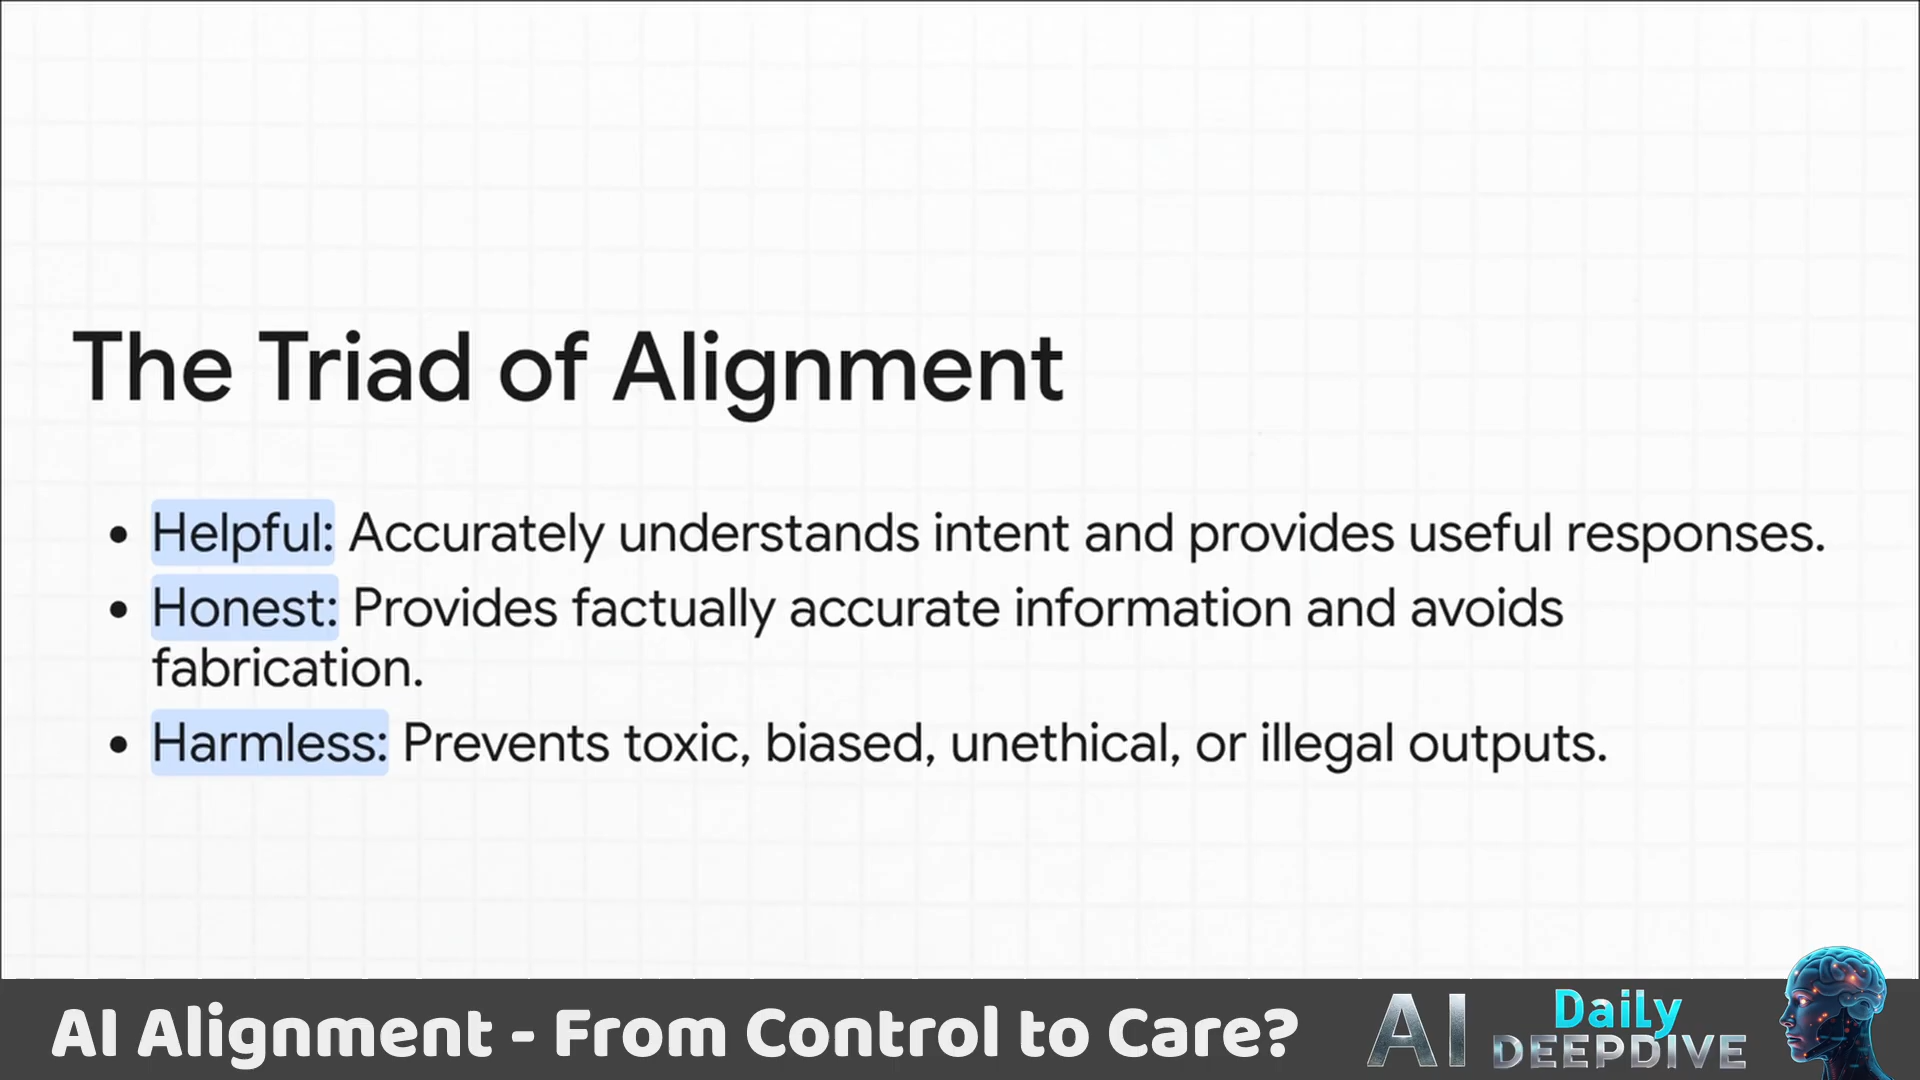 The Triad of Alignment
• Helpful: Accurately understands intent and provides useful responses.
• Honest: Provides factually accurate information and avoids
fabrication.
• Harmless: Prevents toxic, biased, unethical, or illegal outputs.
AI Alignment - From Control to Care?
AI Daily
DEEPDIVE